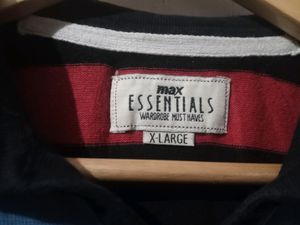 max
ESSENTIALS
WARDROBE MUST HAVES
X-LARGE